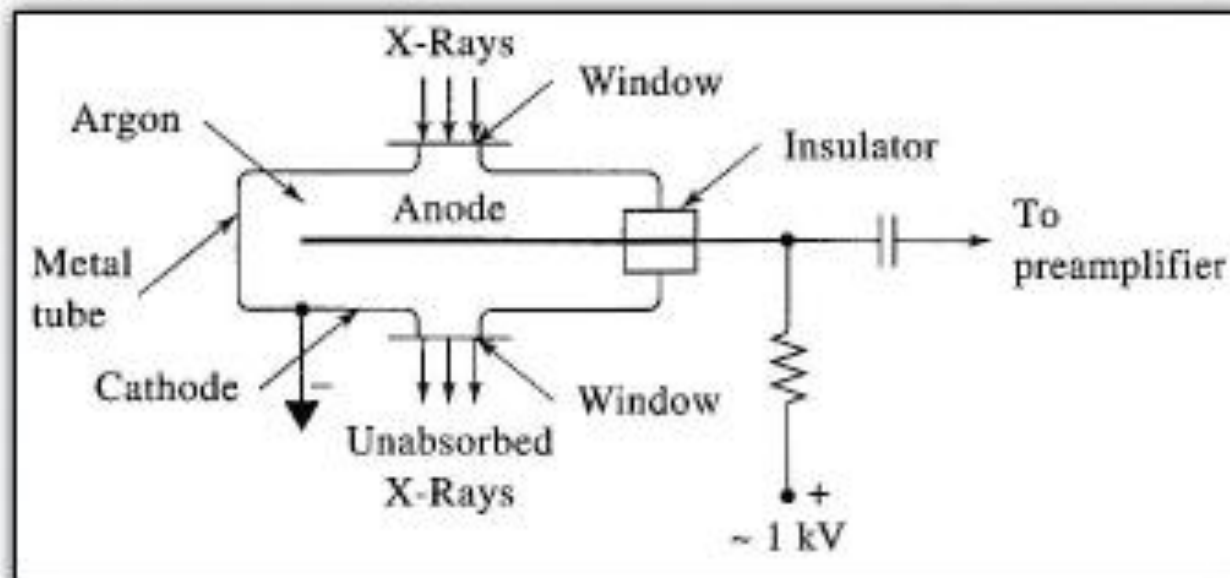 X-Rays
Window
Argon
Insulator
Anode
To
preamplifier
Metal
tube
Cathode
–
Window
Unabsorbed
X-Rays
+
~ 1 kV